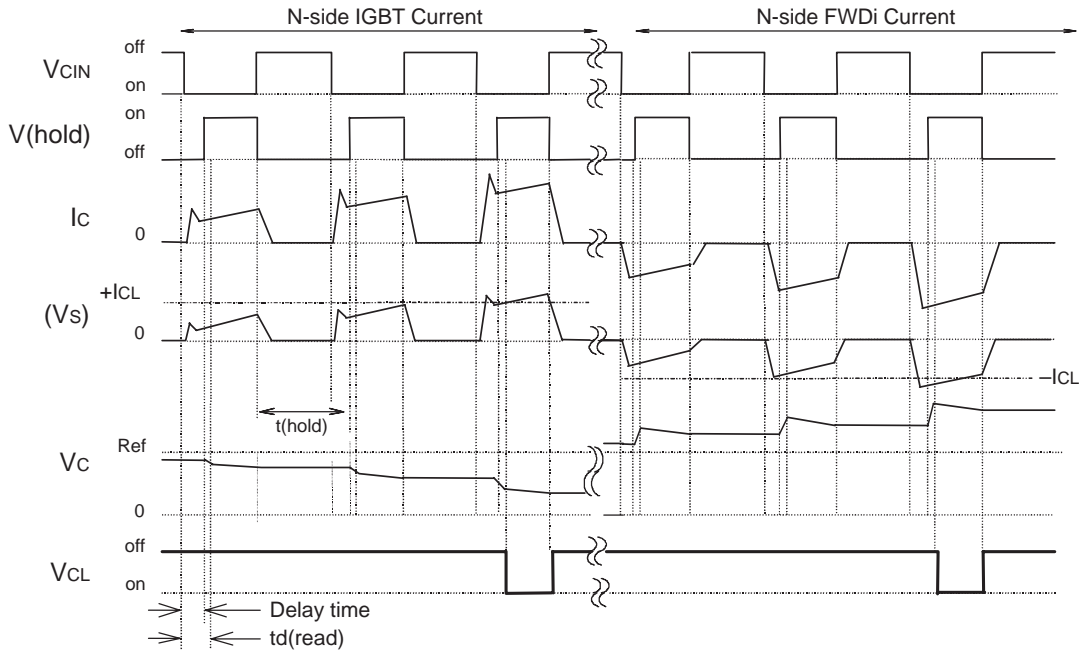 N-side IGBT Current
N-side FWDi Current
VCIN
off
on
V(hold)
on
off
IC
0
+ICL
(VS)
0
–ICL
t(hold)
VC
Ref
0
VCL
off
on
Delay time
td(read)